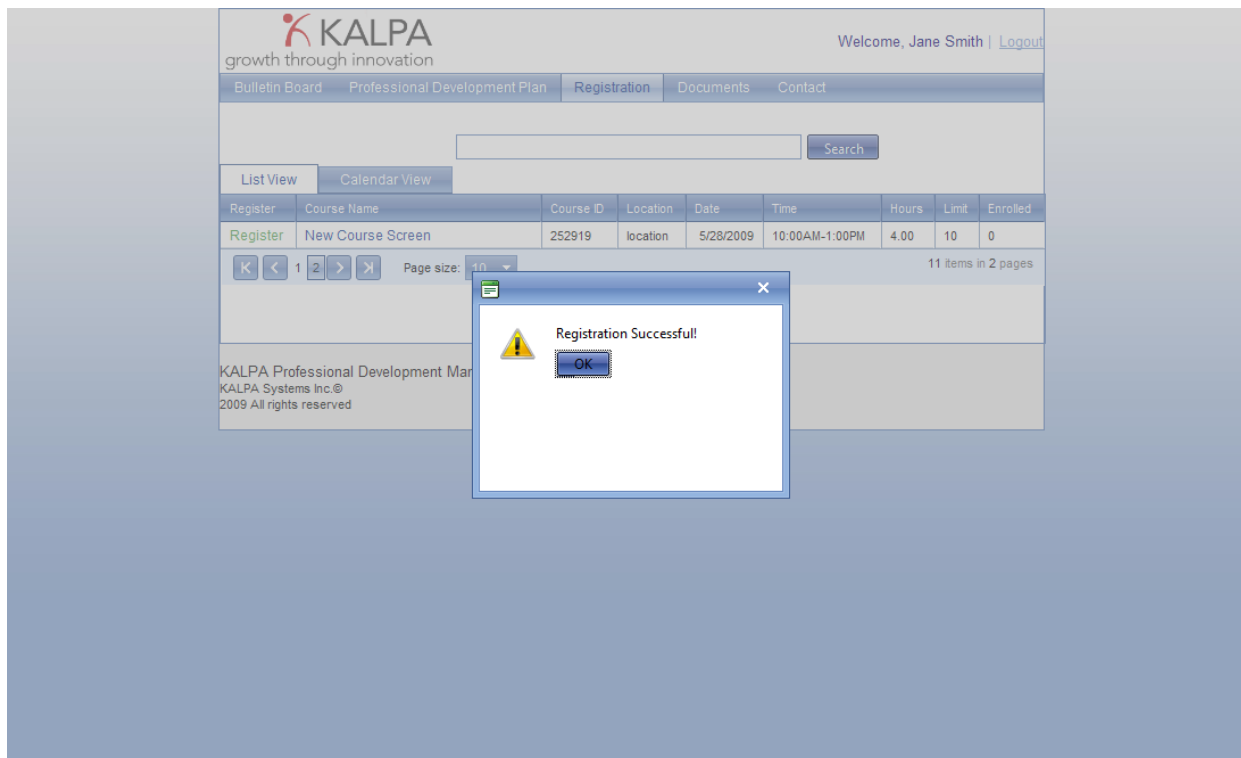 KALPA
growth through innovation
Welcome, Jane Smith | Logout
Bulletin Board Professional Development Plan Registration Documents Contact
Search
List View Calendar View
Register Course Name Course ID Location Date Time Hours Limit Enrolled
Register New Course Screen 252919 location 5/28/2009 10:00AM-1:00PM 4.00 10 0
1 2 Page size: 10 11 items in 2 pages
Registration Successful!
OK
KALPA Professional Development
KALPA Systems Inc.©
2009 All rights reserved